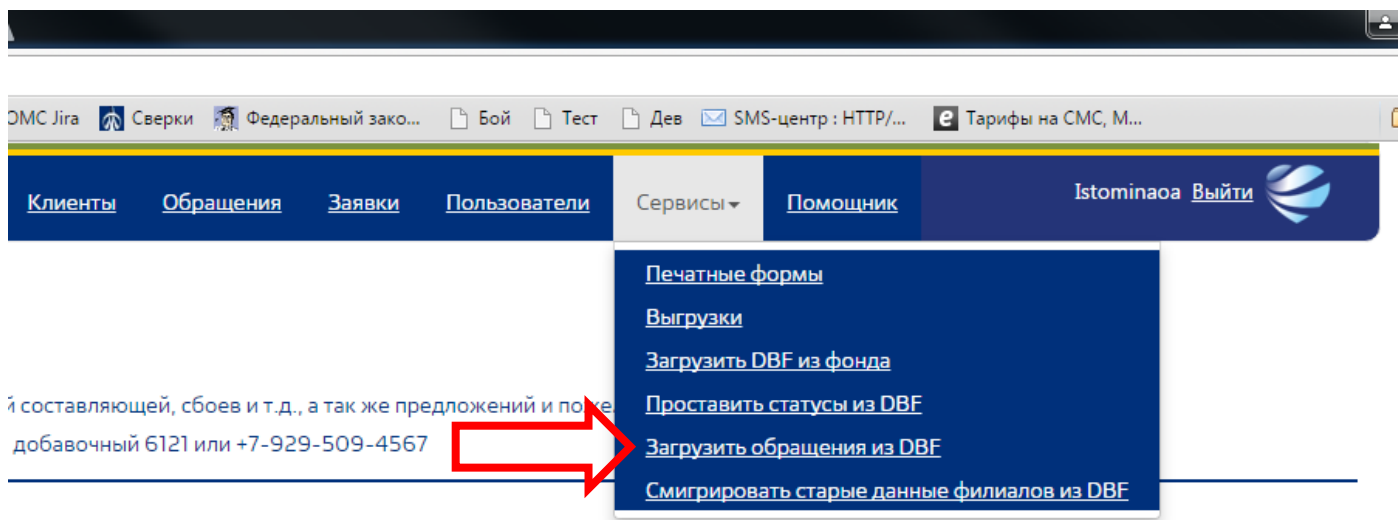 ОМС Jira Сверки Федеральный зако... Бой Тест Дев SMS-центр : HTTP/... Тарифы на СМС, М...
Клиенты Обращения Заявки Пользователи Сервисы Помощник Istominaoa Выйти
Печатные формы
Выгрузки
Загрузить DBF из фонда
й составляющей, сбоев и т.д., а так же предложений и поже
Проставить статусы из DBF
добавочный 6121 или +7-929-509-4567
Загрузить обращения из DBF
Смигрировать старые данные филиалов из DBF